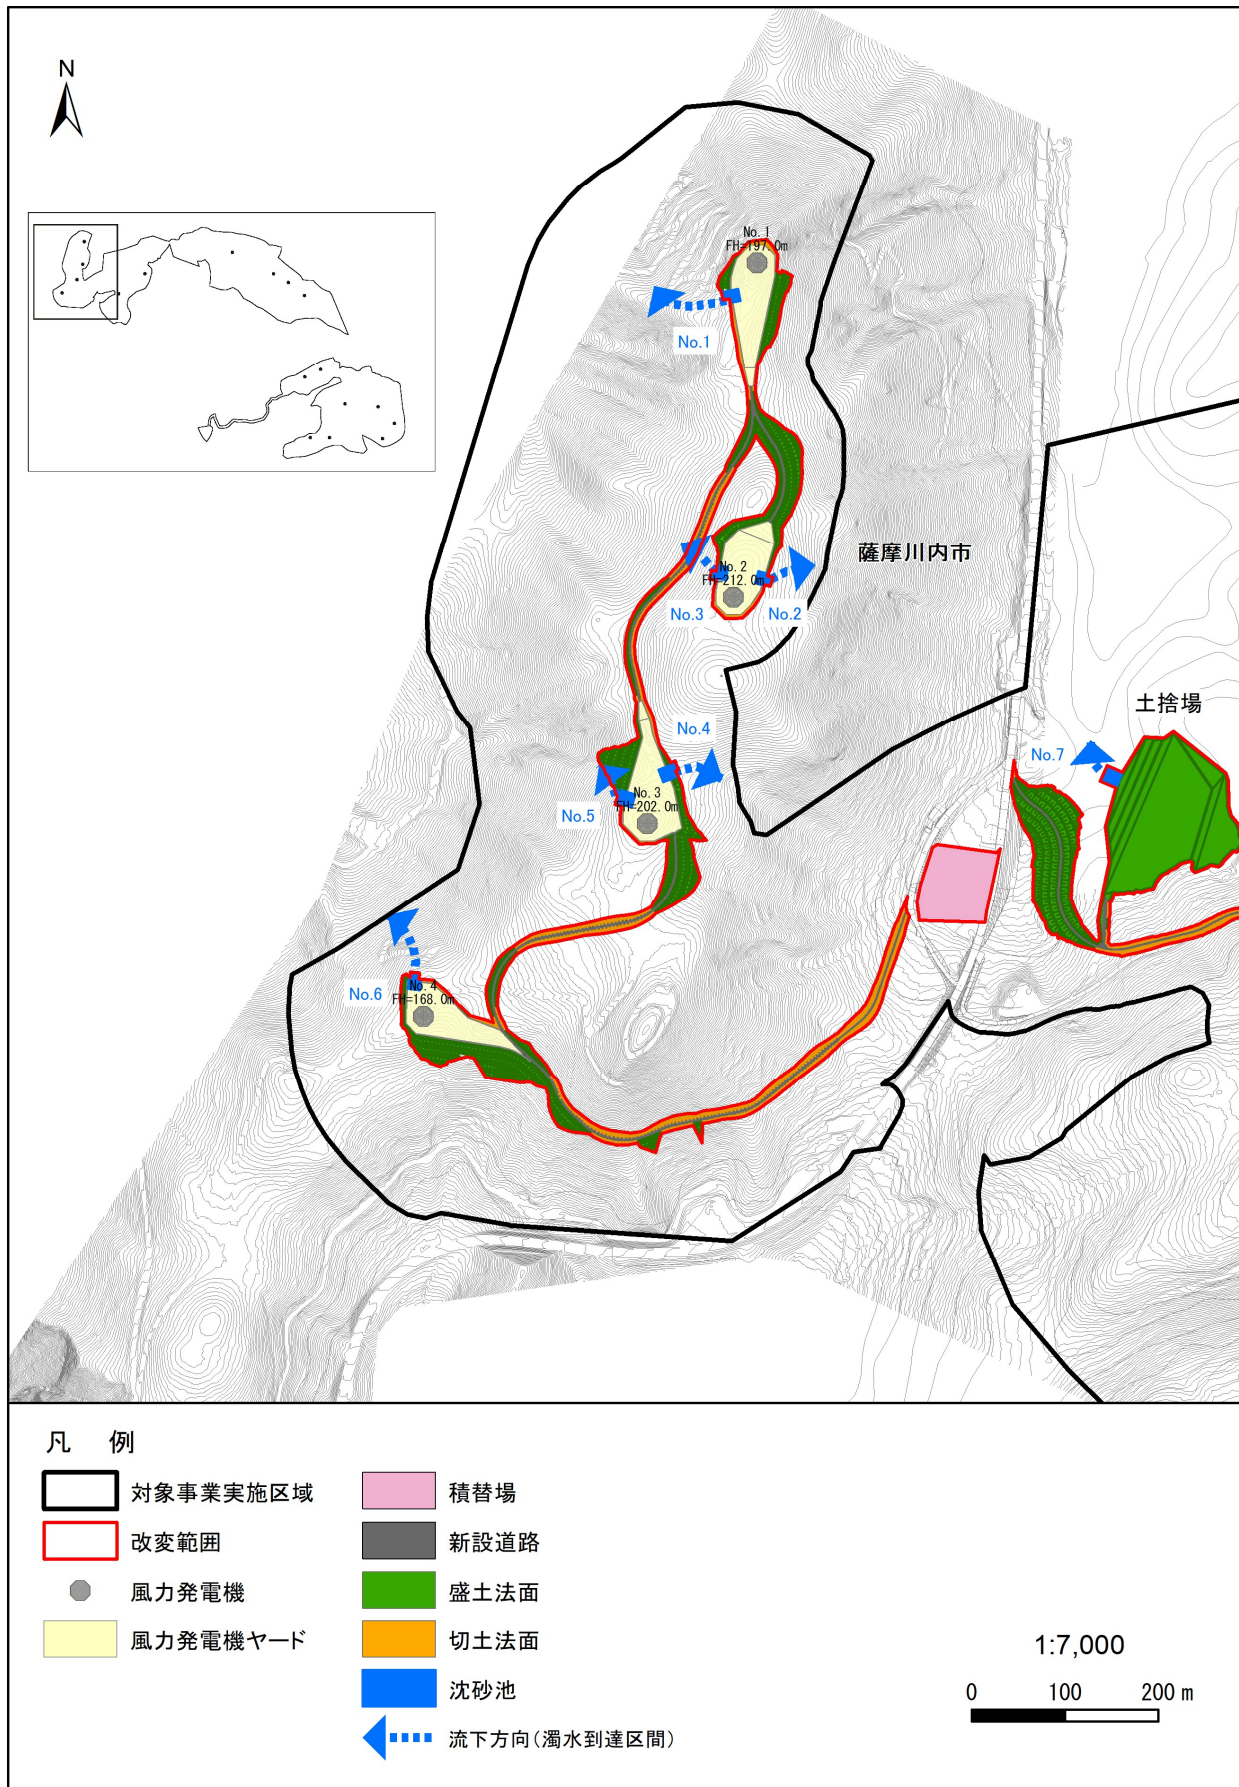 N
No.1
FH=197.0m
No.1
薩摩川内市
No.2
FH=212.0m
No.3
No.2
土捨場
No.4
No.7
No.3
FH=202.0m
No.5
No.4
FH=168.0m
No.6
凡 例
対象事業実施区域
改変範囲
風力発電機
風力発電機ヤード
積替場
新設道路
盛土法面
切土法面
沈砂池
流下方向(濁水到達区間)
1:7,000
0 100 200 m